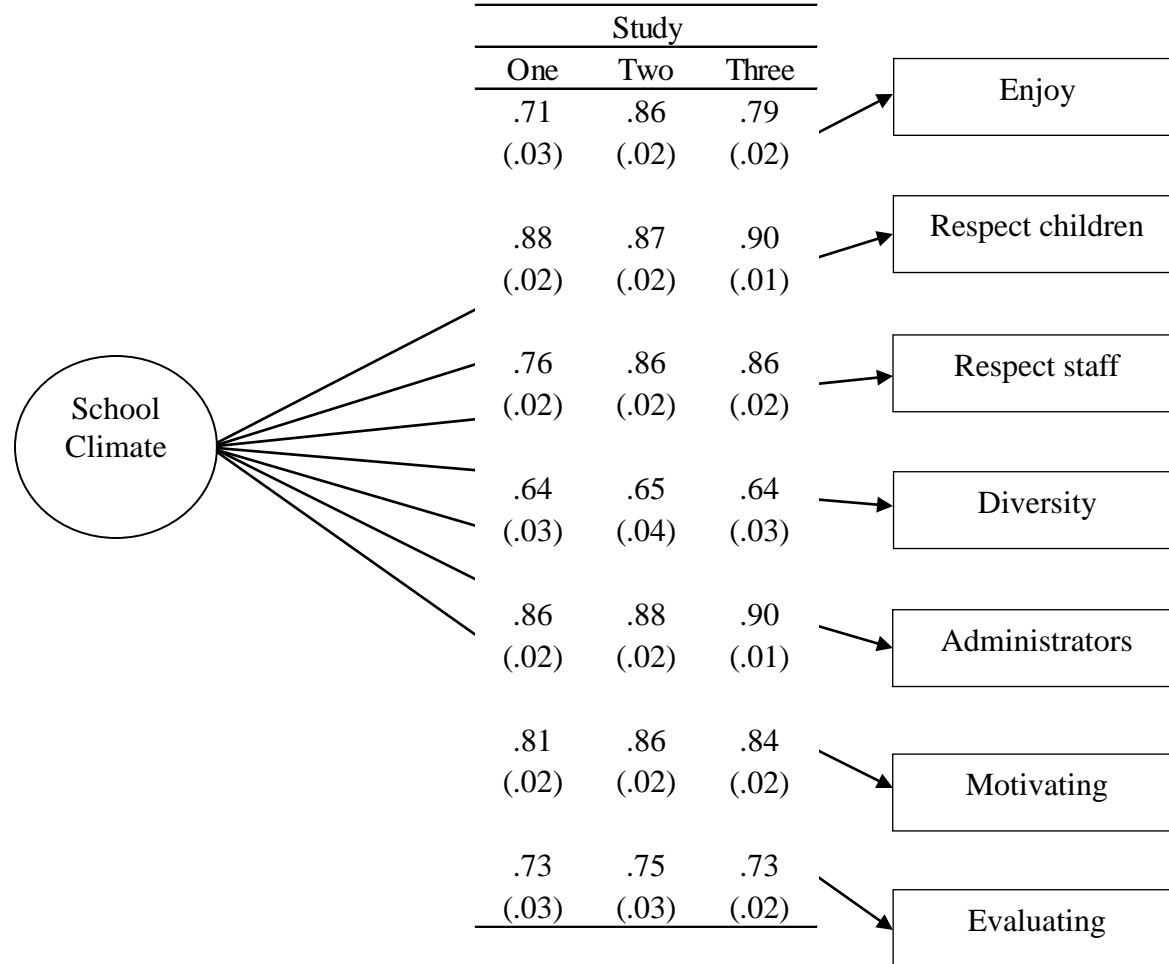 Study
One Two Three
Enjoy
.71 .86 .79
(.03) (.02) (.02)
Respect children
.88 .87 .90
(.02) (.02) (.01)
Respect staff
.76 .86 .86
(.02) (.02) (.02)
School
Climate
Diversity
.64 .65 .64
(.03) (.04) (.03)
Administrators
.86 .88 .90
(.02) (.02) (.01)
Motivating
.81 .86 .84
(.02) (.02) (.02)
Evaluating
.73 .75 .73
(.03) (.03) (.02)